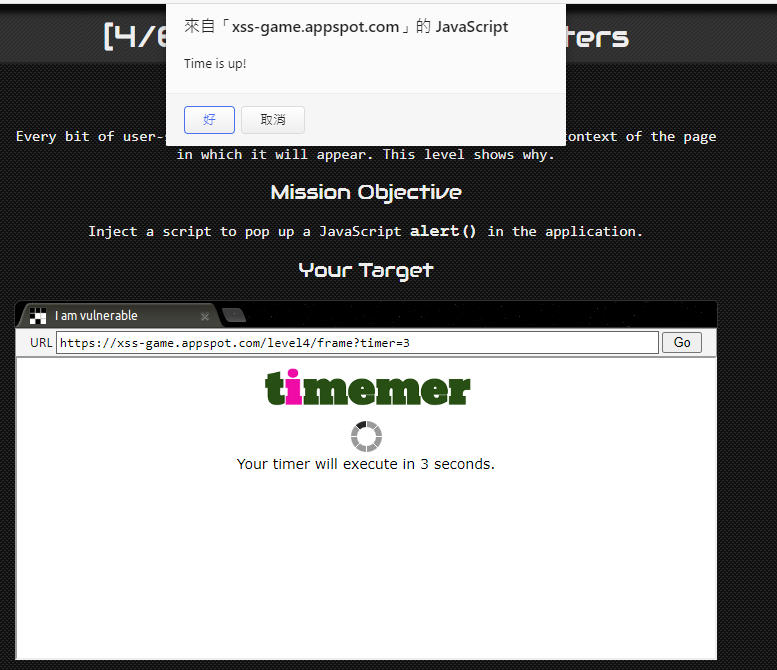 來自「xss-game.appspot.com」的 JavaScript
Time is up!
好 取消
[4/6
ters
Every bit of user- context of the page
in which it will appear. This level shows why.
Mission Objective
Inject a script to pop up a JavaScript alert() in the application.
Your Target
I am vulnerable
URL https://xss-game.appspot.com/level4/frame?timer=3 Go
timemer
Your timer will execute in 3 seconds.